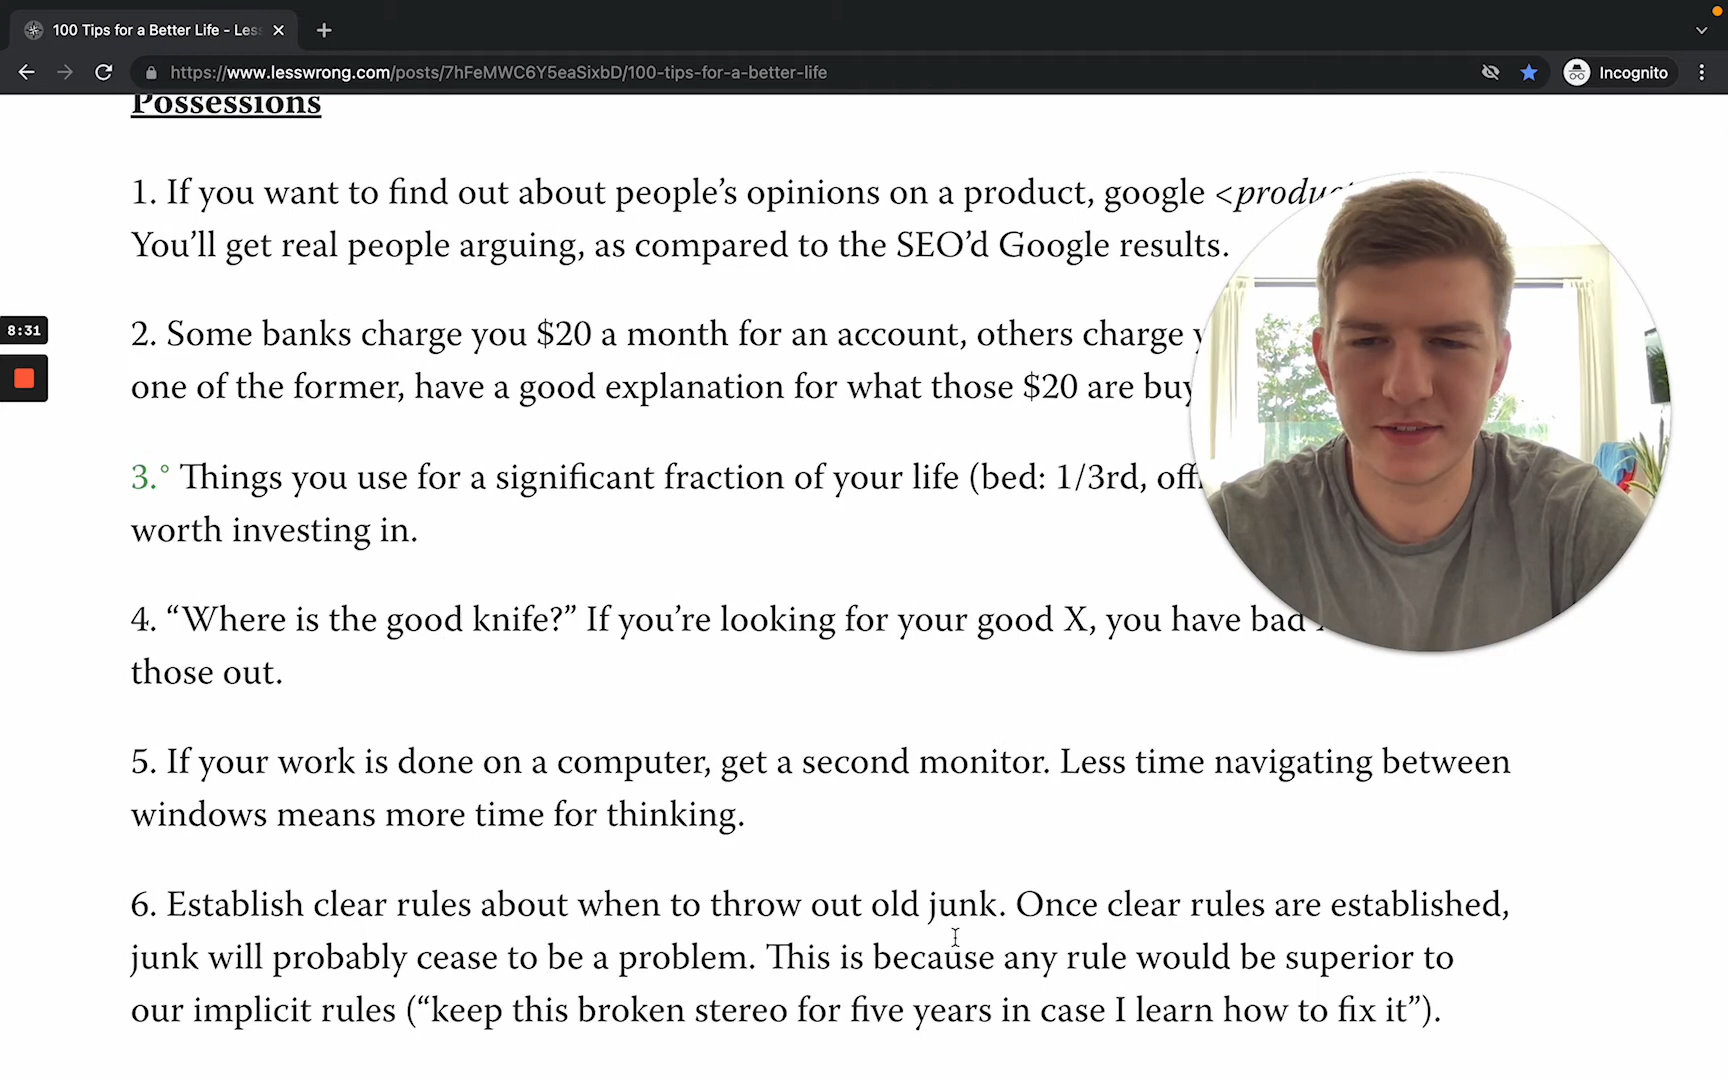 100 Tips for a Better Life - Les
https://www.lesswrong.com/posts/7hFeMWC6Y5eaSixbD/100-tips-for-a-better-life
Incognito
Possessions
1. If you want to find out about people’s opinions on a product, google <produc
You’ll get real people arguing, as compared to the SEO’d Google results.
8:31
2. Some banks charge you $20 a month for an account, others charge
one of the former, have a good explanation for what those $20 are buy
3.° Things you use for a significant fraction of your life (bed: 1/3rd, off
worth investing in.
4. “Where is the good knife?” If you’re looking for your good X, you have bad
those out.
5. If your work is done on a computer, get a second monitor. Less time navigating between
windows means more time for thinking.
6. Establish clear rules about when to throw out old junk. Once clear rules are established,
junk will probably cease to be a problem. This is because any rule would be superior to
our implicit rules (“keep this broken stereo for five years in case I learn how to fix it”).